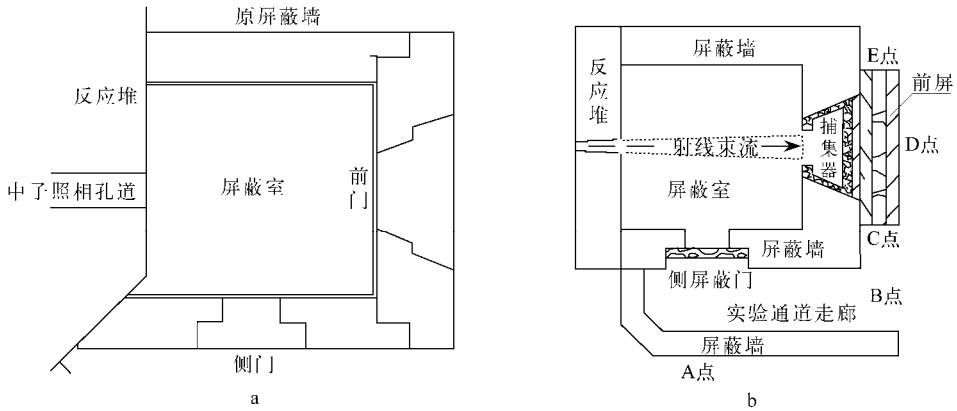 原屏蔽墙
反应堆
中子照相孔道
屏蔽室
前门
侧门
a
屏蔽墙
反应堆
射线束流
捕集器
屏蔽室
屏蔽墙
侧屏蔽门
实验通道走廊
屏蔽墙
E点
前屏
D点
C点
B点
A点
b